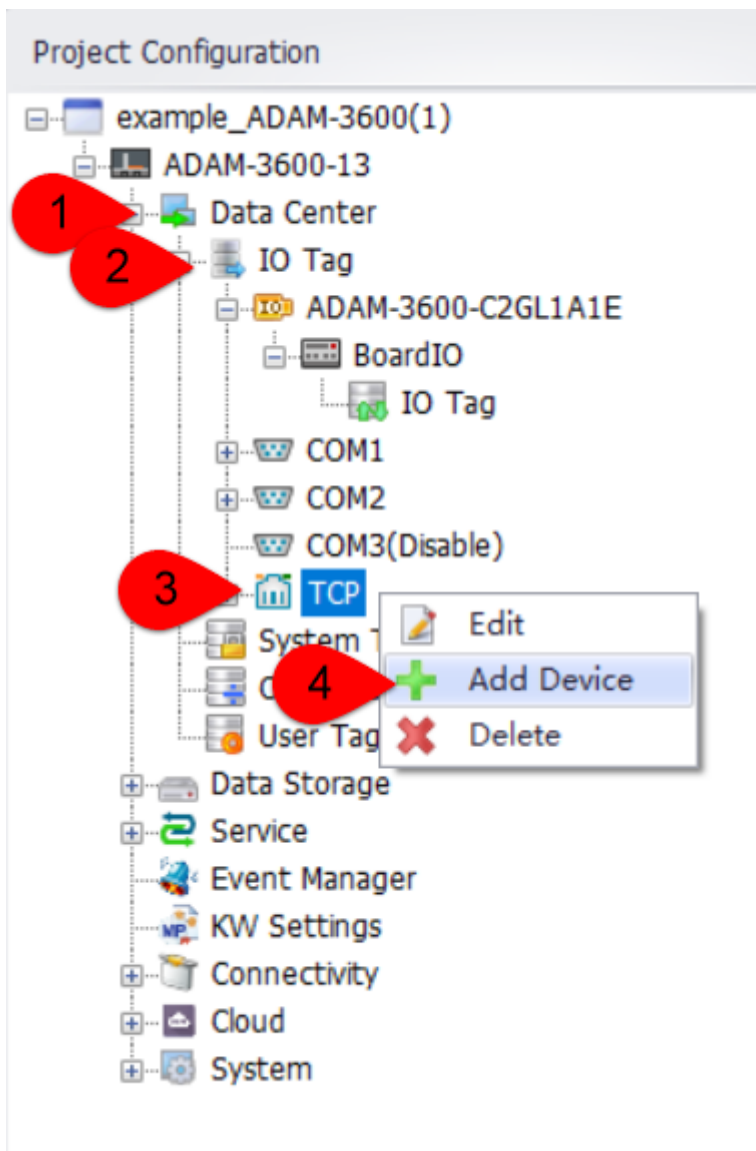 Project Configuration
example_ADAM-3600(1)
ADAM-3600-13
1 Data Center
2 IO Tag
IO ADAM-3600-C2GL1A1E
BoardIO
IO Tag
COM1
COM2
COM3(Disable)
3 TCP
Edit
System
4 Add Device
User Tag Delete
Data Storage
Service
Event Manager
KW Settings
Connectivity
Cloud
System